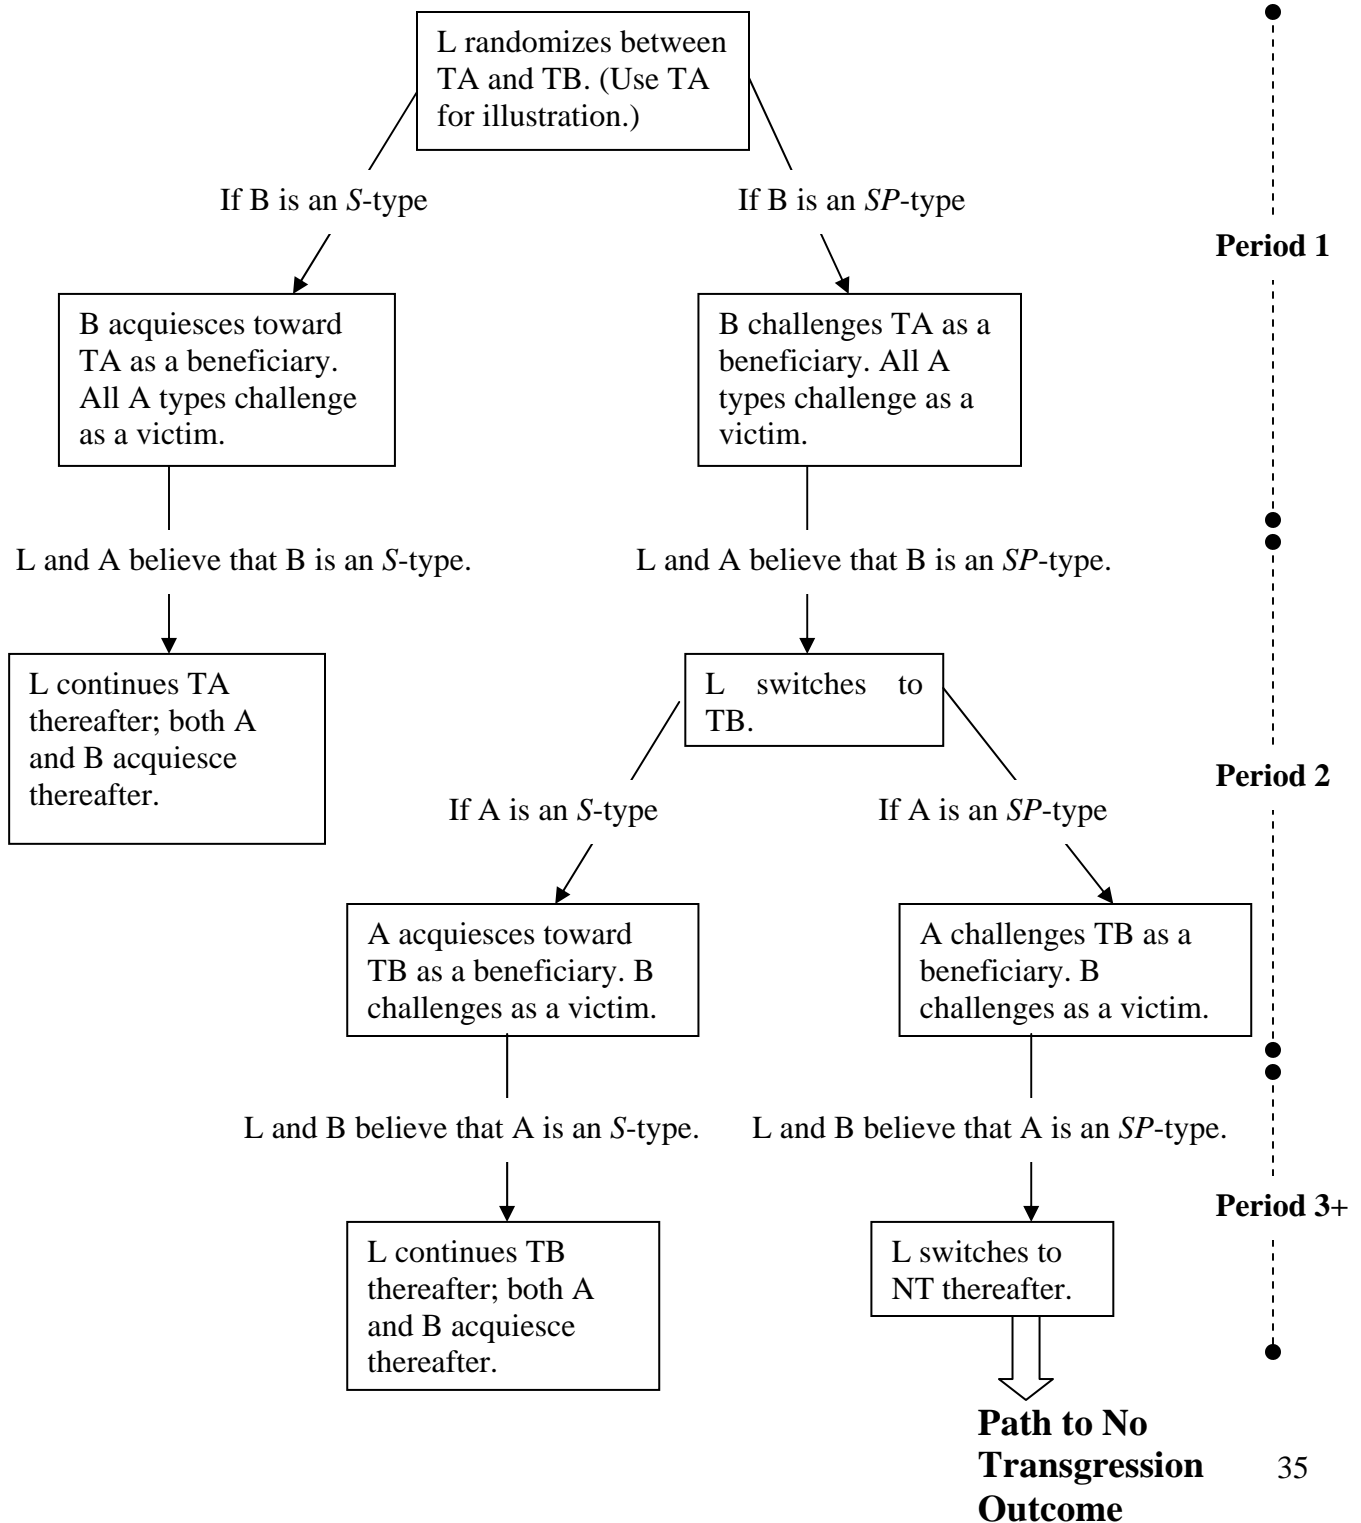 L randomizes between
TA and TB. (Use TA
for illustration.)
If B is an S-type
If B is an SP-type
Period 1
B acquiesces toward
TA as a beneficiary.
All A types challenge
as a victim.
B challenges TA as a
beneficiary. All A
types challenge as a
victim.
L and A believe that B is an S-type.
L and A believe that B is an SP-type.
L continues TA
thereafter; both A
and B acquiesce
thereafter.
L switches to
TB.
Period 2
If A is an S-type
If A is an SP-type
A acquiesces toward
TB as a beneficiary. B
challenges as a victim.
A challenges TB as a
beneficiary. B
challenges as a victim.
L and B believe that A is an S-type.
L and B believe that A is an SP-type.
Period 3+
L continues TB
thereafter; both A
and B acquiesce
thereafter.
L switches to
NT thereafter.
Path to No
Transgression
Outcome
35